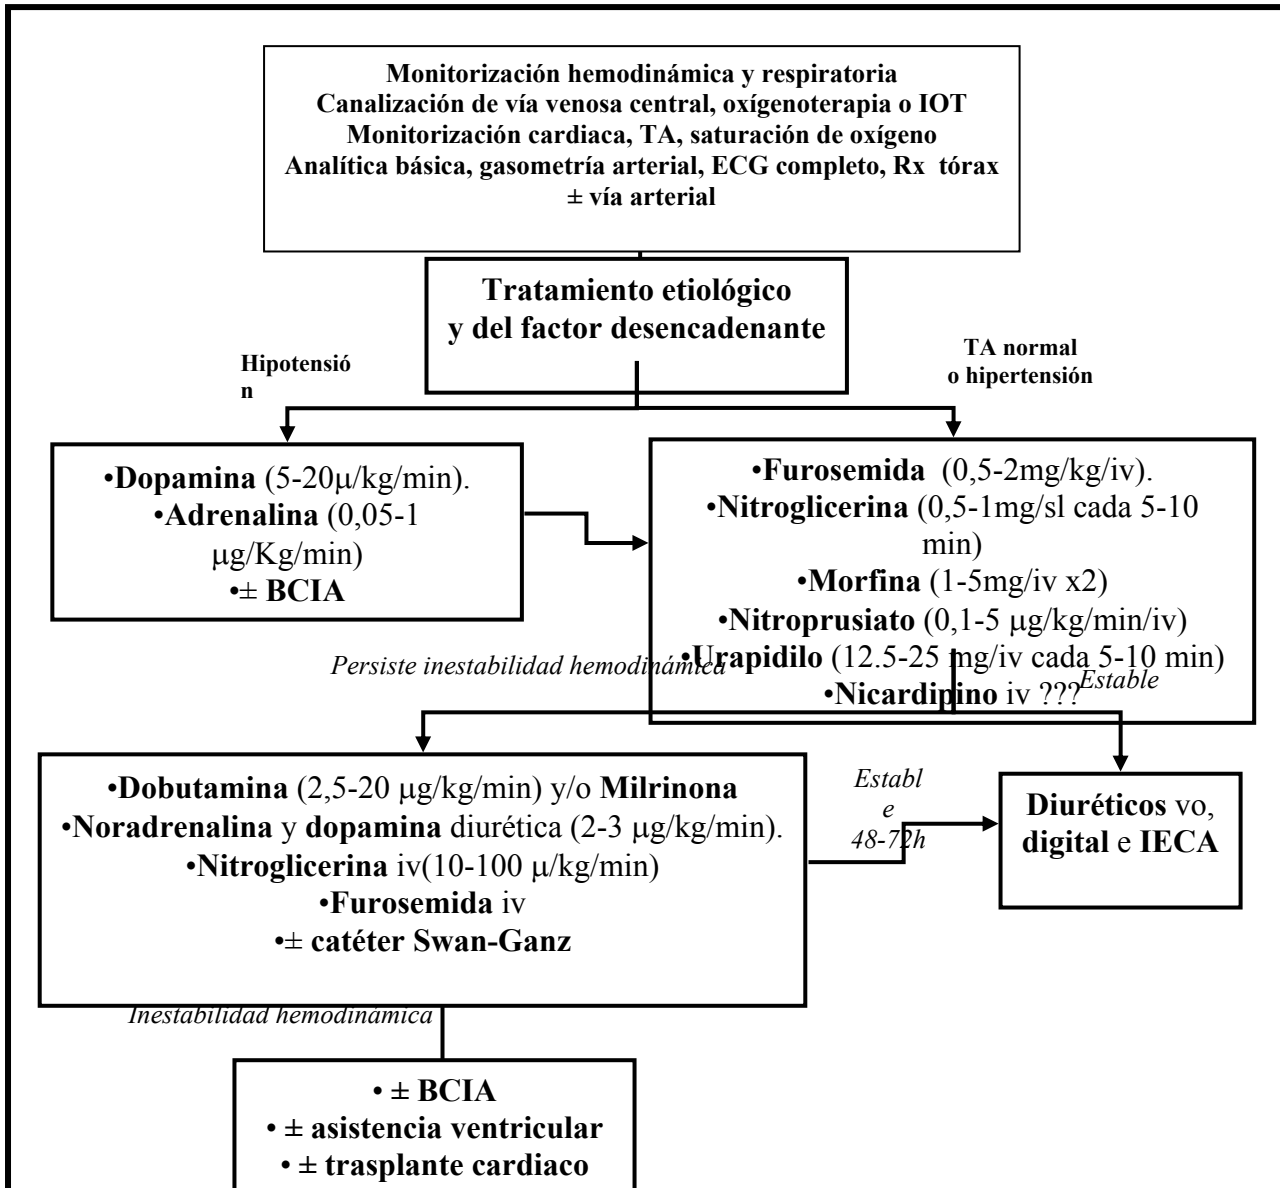 Monitorización hemodinámica y respiratoria
Canalización de vía venosa central, oxígenoterapia o IOT
Monitorización cardiaca, TA, saturación de oxígeno
Analítica básica, gasometría arterial, ECG completo, Rx tórax
± vía arterial
Tratamiento etiológico
y del factor desencadenante
Hipotensió
n
TA normal
o hipertensión
•Dopamina (5-20μ/kg/min).
•Adrenalina (0,05-1
μg/Kg/min)
•± BCIA
•Furosemida (0,5-2mg/kg/iv).
•Nitroglicerina (0,5-1mg/sl cada 5-10
min)
•Morfina (1-5mg/iv x2)
•Nitroprusiato (0,1-5 μg/kg/min/iv)
•Urapidilo (12.5-25 mg/iv cada 5-10 min)
•Nicardipino iv ???
Persiste inestabilidad hemodinámica
Estable
•Dobutamina (2,5-20 μg/kg/min) y/o Milrinona
•Noradrenalina y dopamina diurética (2-3 μg/kg/min).
•Nitroglicerina iv(10-100 μ/kg/min)
•Furosemida iv
•± catéter Swan-Ganz
Establ
e
48-72h
Diuréticos vo,
digital e IECA
Inestabilidad hemodinámica
• ± BCIA
• ± asistencia ventricular
• ± trasplante cardiaco